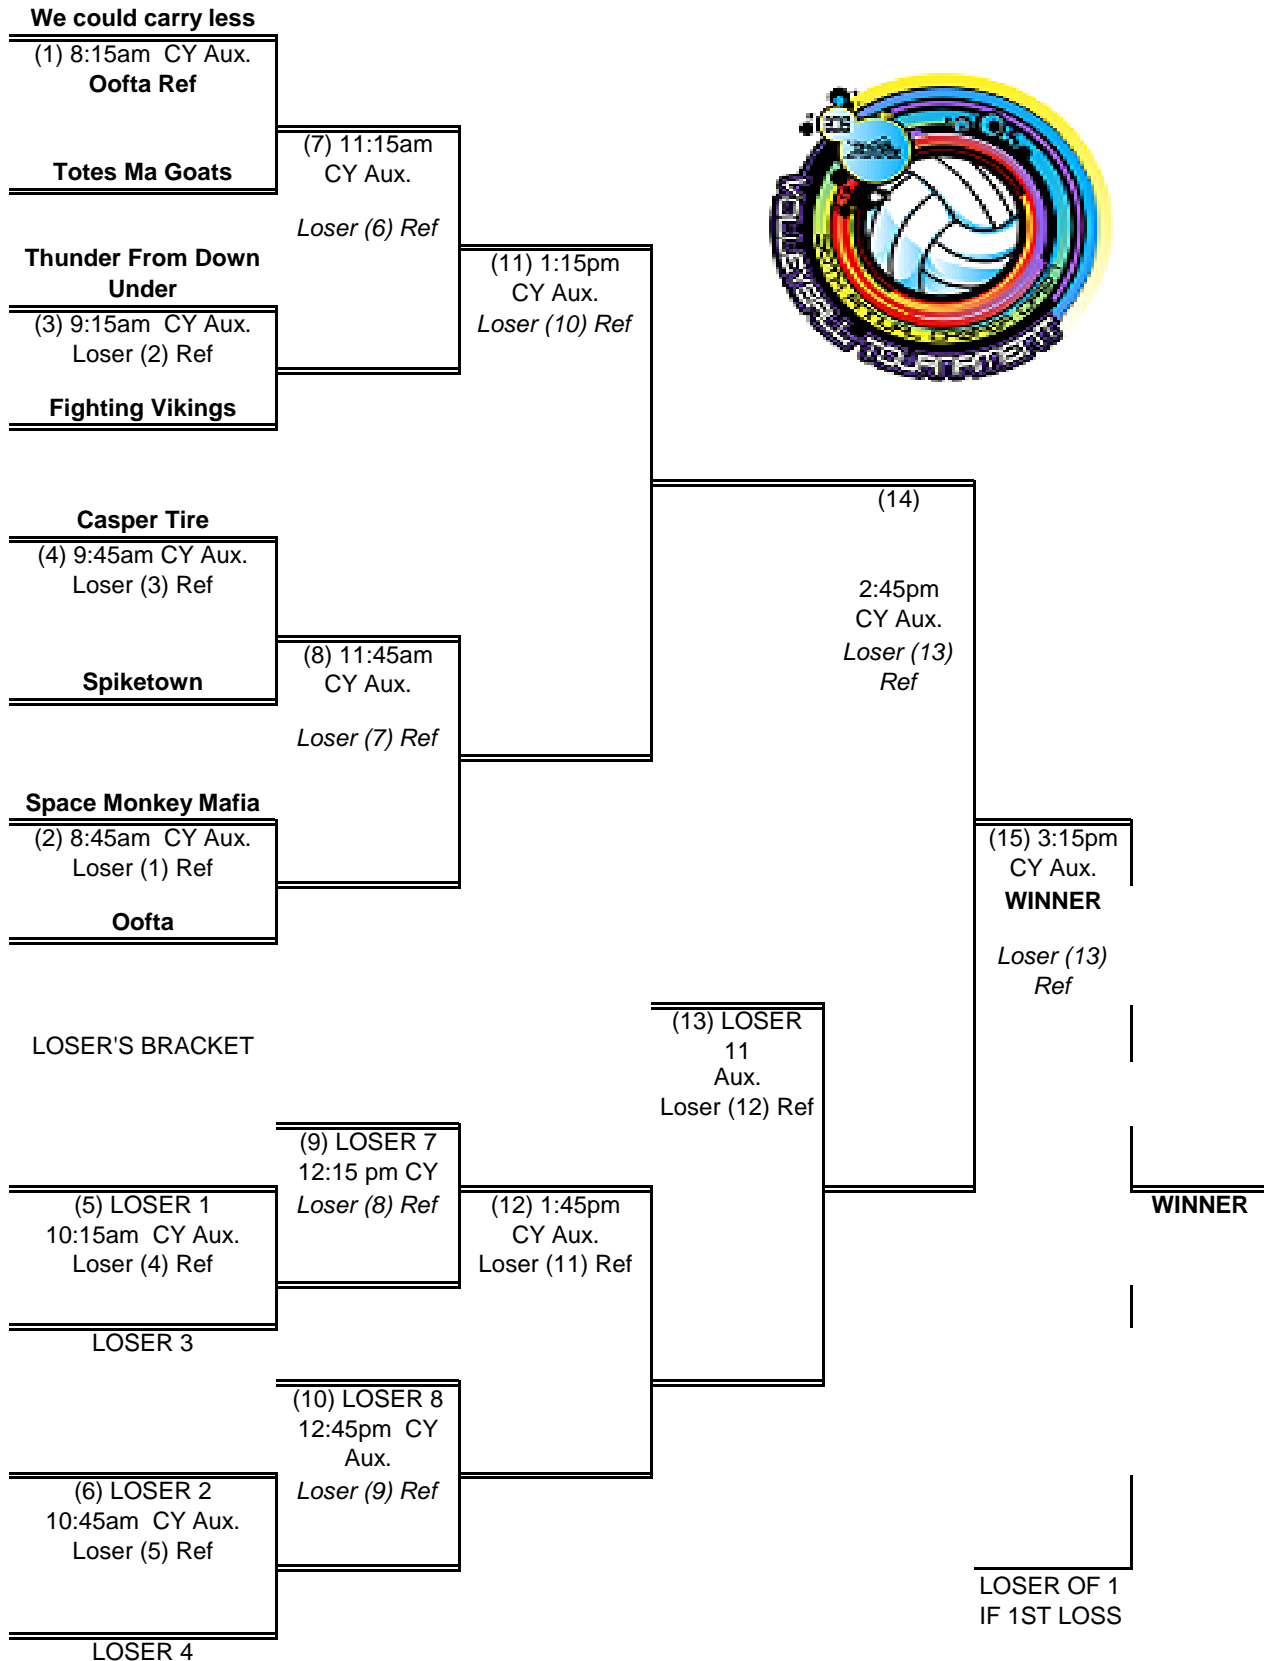 We could carry less
(1) 8:15am  CY Aux.
Oofta Ref
Totes Ma Goats
(7) 11:15am
CY Aux.
Loser (6) Ref
Thunder From Down
Under
(3) 9:15am  CY Aux.
Loser (2) Ref
Fighting Vikings
(11) 1:15pm
CY Aux.
Loser (10) Ref
VOLLEYBALL TOURNAMENT
Casper Tire
(4) 9:45am CY Aux.
Loser (3) Ref
Spiketown
(8) 11:45am
CY Aux.
Loser (7) Ref
Space Monkey Mafia
(2) 8:45am  CY Aux.
Loser (1) Ref
Oofta
(14)
2:45pm
CY Aux.
Loser (13)
Ref
(15) 3:15pm
CY Aux.
WINNER
Loser (13)
Ref
LOSER'S BRACKET
(13) LOSER
11
Aux.
Loser (12) Ref
(9) LOSER 7
12:15 pm CY
Loser (8) Ref
(5) LOSER 1
10:15am  CY Aux.
Loser (4) Ref
LOSER 3
(12) 1:45pm
CY Aux.
Loser (11) Ref
WINNER
(10) LOSER 8
12:45pm  CY
Aux.
Loser (9) Ref
(6) LOSER 2
10:45am  CY Aux.
Loser (5) Ref
LOSER 4
LOSER OF 1
IF 1ST LOSS